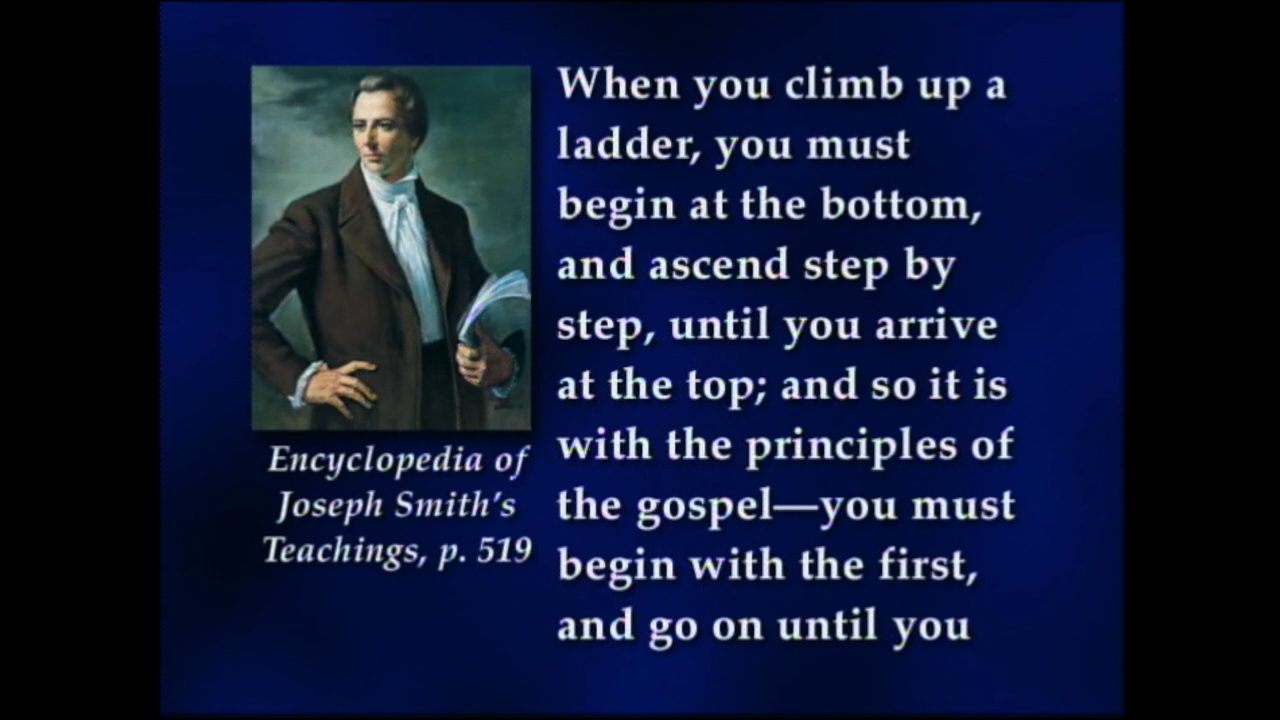 When you climb up a
ladder, you must
begin at the bottom,
and ascend step by
step, until you arrive
at the top; and so it is
with the principles of
the gospel—you must
begin with the first,
and go on until you
Encyclopedia of
Joseph Smith's
Teachings, p. 519